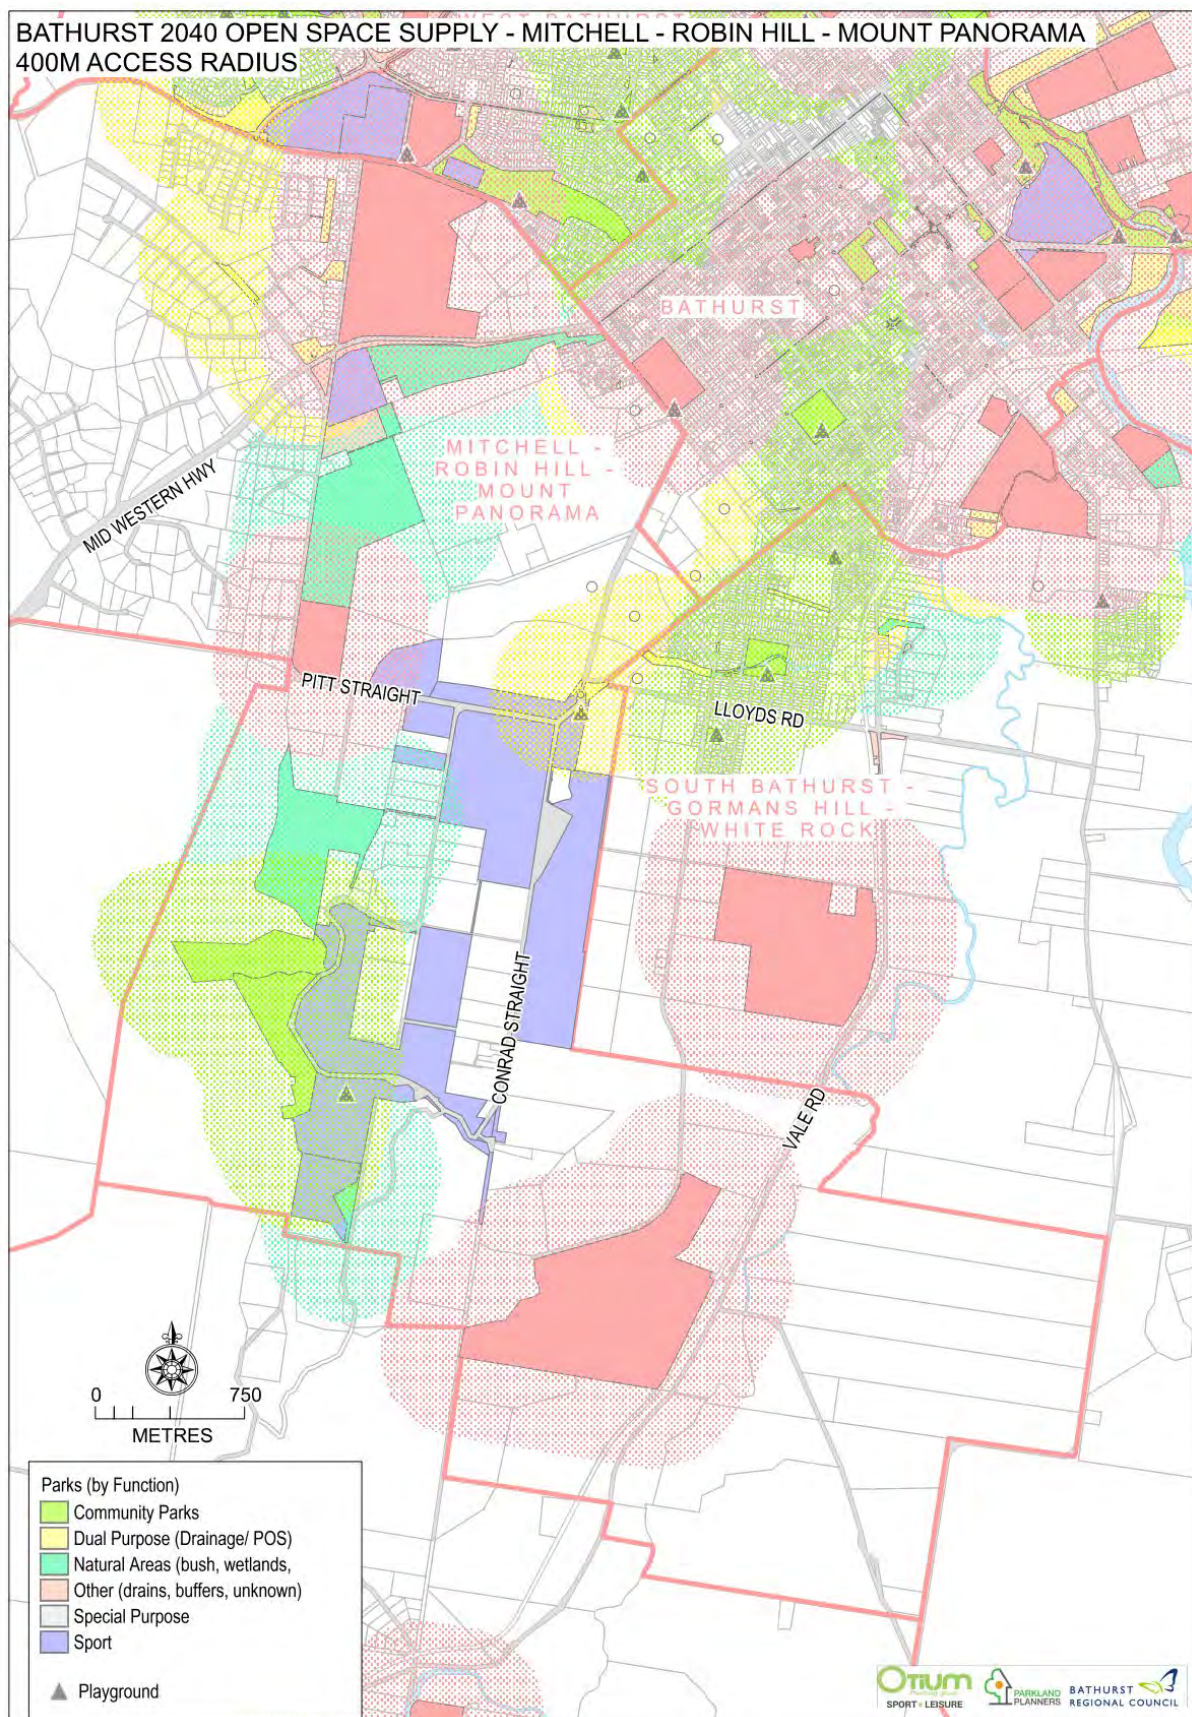 WEST BATHURST
BATHURST 2040 OPEN SPACE SUPPLY - MITCHELL - ROBIN HILL - MOUNT PANORAMA
400M ACCESS RADIUS
BATHURST
MITCHELL -
ROBIN HILL -
MOUNT
PANORAMA
MID WESTERN HWY
PITT STRAIGHT
LLOYDS RD
SOUTH BATHURST -
GORMANS HILL -
WHITE ROCK
CONRAD STRAIGHT
VALE RD
0 750
METRES
Parks (by Function)
Community Parks
Dual Purpose (Drainage/ POS)
Natural Areas (bush, wetlands,
Other (drains, buffers, unknown)
Special Purpose
Sport
Playground
OTIUM
SPORT + LEISURE
PARKLAND
PLANNERS
BATHURST
REGIONAL COUNCIL